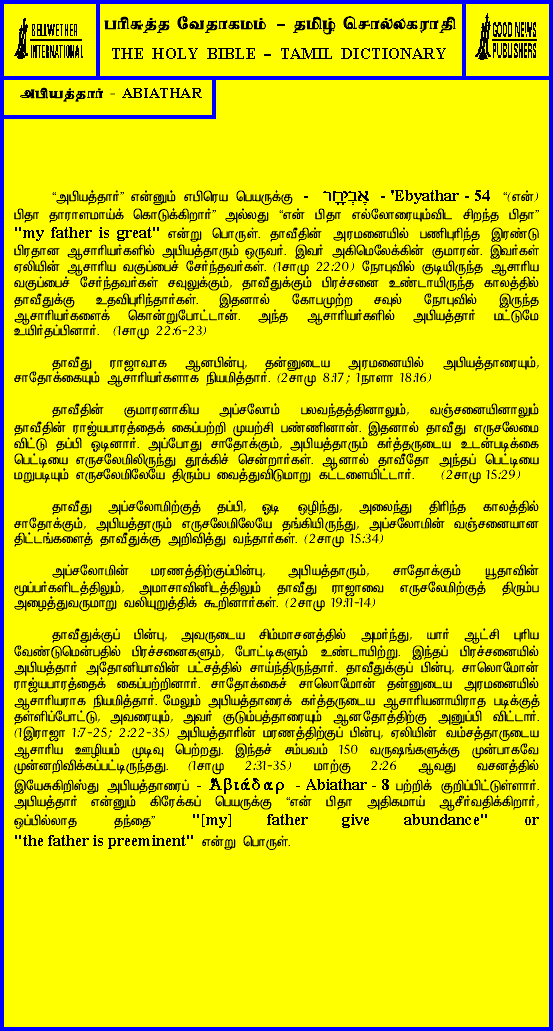 BELLWETHER
INTERNATIONAL
பரிசுத்த வேதாகமம் – தமிழ் சொல்லகராதி
THE HOLY BIBLE – TAMIL DICTIONARY
GOOD NEWS
PUBLISHERS
அபியத்தார் - ABIATHAR
“அபியத்தார்” என்னும் எபிரெய பெயருக்கு - - 'Ebyathar - 54 “(என்)
பிதா தாராளமாய்க் கொடுக்கிறார்” அல்லது “என் பிதா எல்லோரையும்விட சிறந்த பிதா”
"my father is great" என்று பொருள். தாவீதின் அரமனையில் பணிபுரிந்த இரண்டு
பிரதான ஆசாரியர்களில் அபியத்தாரும் ஒருவர். இவர் அகிமெலேக்கின் குமாரன். இவர்கள்
ஏலியின் ஆசாரிய வகுப்பைச் சேர்ந்தவர்கள். (1சாமு 22:20) நோபுவில் குடியிருந்த ஆசாரிய
வகுப்பைச் சேர்ந்தவர்கள் சவுலுக்கும், தாவீதுக்கும் பிரச்சனை உண்டாயிருந்த காலத்தில்
தாவீதுக்கு உதவிபுரிந்தார்கள். இதனால் கோபமுற்ற சவுல் நோபுவில் இருந்த
ஆசாரியர்களைக் கொன்றுபோட்டான். அந்த ஆசாரியர்களில் அபியத்தார் மட்டுமே
உயிர்தப்பினார். (1சாமு 22:6-23)
தாவீது ராஜாவாக ஆனபின்பு, தன்னுடைய அரமனையில் அபியத்தாரையும்,
சாதோக்கையும் ஆசாரியர்களாக நியமித்தார். (2சாமு 8:17 ; 1நாளா 18:16)
தாவீதின் குமாரனாகிய அப்சலோம் பலவந்தத்தினாலும், வஞ்சனையினாலும்
தாவீதின் ராஜ்யபாரத்தைக் கைப்பற்றி முயற்சி பண்ணினான். இதனால் தாவீது எருசலேமை
விட்டு தப்பி ஓடினார். அப்போது சாதோக்கும், அபியத்தாரும் கர்த்தருடைய உடன்படிக்கை
பெட்டியை எருசலேமிலிருந்து தூக்கிச் சென்றார்கள். ஆனால் தாவீதோ அந்தப் பெட்டியை
மறுபடியும் எருசலேமிலேயே திரும்ப வைத்துவிடுமாறு கட்டளையிட்டார். (2சாமு 15:29)
தாவீது அப்சலோமிற்குத் தப்பி, ஓடி ஒழிந்து, அலைந்து திரிந்த காலத்தில்
சாதோக்கும், அபியத்தாரும் எருசலேமிலேயே தங்கியிருந்து, அப்சலோமின் வஞ்சனையான
திட்டங்களைத் தாவீதுக்கு அறிவித்து வந்தார்கள். (2சாமு 15:34)
அப்சலோமின் மரணத்திற்குப்பின்பு, அபியத்தாரும், சாதோக்கும் யூதாவின்
மூப்பர்களிடத்திலும், அமாசாவினிடத்திலும் தாவீது ராஜாவை எருசலேமிற்குத் திரும்ப
அழைத்துவருமாறு வலியுறுத்திக் கூறினார்கள். (2சாமு 19:11-14)
தாவீதுக்குப் பின்பு, அவருடைய சிம்மாசனத்தில் அமர்ந்து, யார் ஆட்சி புரிய
வேண்டுமென்பதில் பிரச்சனைகளும், போட்டிகளும் உண்டாயிற்று. இந்தப் பிரச்சனையில்
அபியத்தார் அதோனியாவின் பட்சத்தில் சாய்ந்திருந்தார். தாவீதுக்குப் பின்பு, சாலொமோன்
ராஜ்யபாரத்தைக் கைப்பற்றினார். சாதோக்கைச் சாலொமோன் தன்னுடைய அரமனையில்
ஆசாரியராக நியமித்தார். மேலும் அபியத்தாரைக் கர்த்தருடைய ஆசாரியனாயிராத படிக்குத்
தள்ளிப்போட்டு, அவரையும், அவர் குடும்பத்தாரையும் ஆனதோத்திற்கு அனுப்பி விட்டார்.
(1இராஜா 1:7-25; 2:22-35) அபியத்தாரின் மரணத்திற்குப் பின்பு, ஏலியின் வம்சத்தாருடைய
ஆசாரிய ஊழியம் முடிவு பெற்றது. இந்தச் சம்பவம் 150 வருஷங்களுக்கு முன்பாகவே
முன்னறிவிக்கப்பட்டிருந்தது. (1சாமு 2:31-35) மாற்கு 2:26 ஆவது வசனத்தில்
இயேசுகிறிஸ்து அபியத்தாரைப் - Ἀβιάθαρ - Abiathar - 8 பற்றிக் குறிப்பிட்டுள்ளார்.
அபியத்தார் என்னும் கிரேக்கப் பெயருக்கு “என் பிதா அதிகமாய் ஆசீர்வதிக்கிறார்,
ஒப்பில்லாத தந்தை” "[my] father give abundance" or
"the father is preeminent" என்று பொருள்.